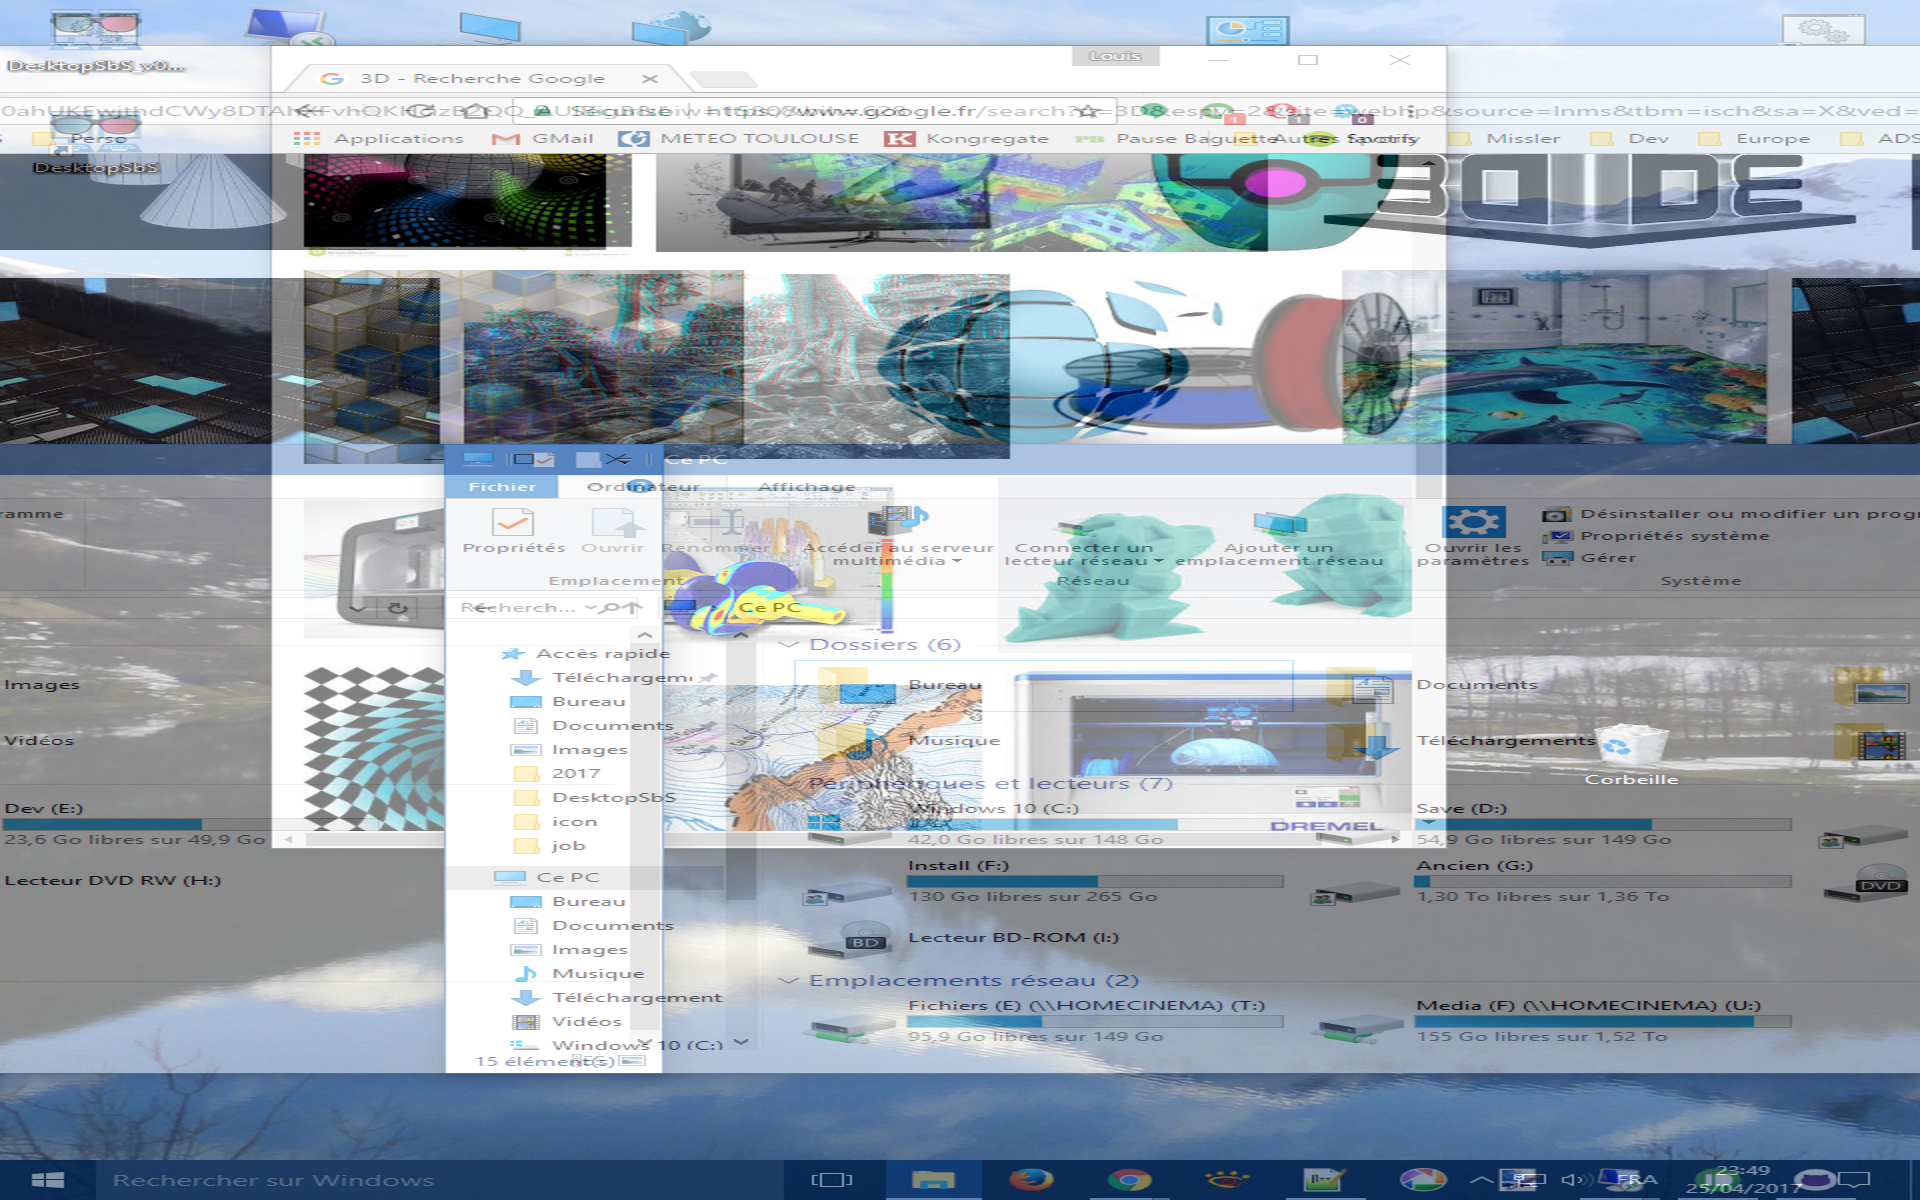 DesktopSbS_v0...
Louis
3D - Recherche Google
Sécurisé
https://www.google.fr/search?
Perso
Applications
GMail
METEO TOULOUSE
Kongregate
Pause Baguette
Autres favoris
Spotify
Missler
Dev
Europe
ADS
DesktopSbS
Ce PC
Fichier
Ordinateur
Affichage
Propriétés
Ouvrir
Renommer
Accéder au serveur
multimédia
Connecter un
lecteur réseau
Ajouter un
emplacement réseau
Ouvrir les
paramètres
Désinstaller ou modifier un prog
Propriétés système
Gérer
ramme
Emplacement
Réseau
Système
Recherch...
Ce PC
Dossiers (6)
Accès rapide
Téléchargem
Bureau
Documents
Images
2017
DesktopSbS
icon
job
Ce PC
Bureau
Documents
Images
Musique
Téléchargement
Vidéos
Windows 10 (C:)
15 élément(s)
Bureau
Documents
Images
Musique
Téléchargements
Vidéos
Corbeille
Périphériques et lecteurs (7)
Windows 10 (C:)
42,0 Go libres sur 148 Go
Save (D:)
54,9 Go libres sur 149 Go
Dev (E:)
23,6 Go libres sur 49,9 Go
DREMEL
Install (F:)
130 Go libres sur 265 Go
Ancien (G:)
1,30 To libres sur 1,36 To
Lecteur DVD RW (H:)
DVD
BD
Lecteur BD-ROM (I:)
Emplacements réseau (2)
Fichiers (E) (\\HOMECINEMA) (T:)
95,9 Go libres sur 149 Go
Media (F) (\\HOMECINEMA) (U:)
155 Go libres sur 1,52 To
Rechercher sur Windows
FRA
23:49
25/04/2017